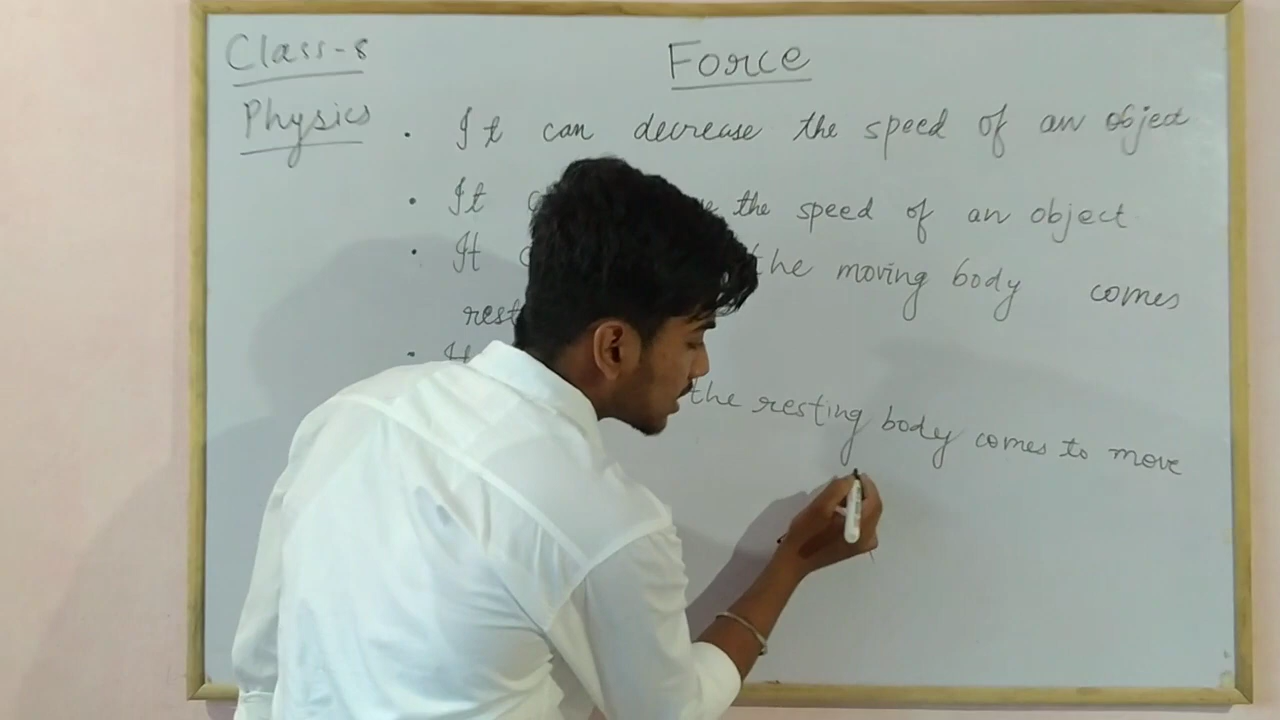 Class-8
Force
Physics
. It can decrease the speed of an object
. It the speed of an object
. It the moving body comes
rest
. It the resting body comes to move